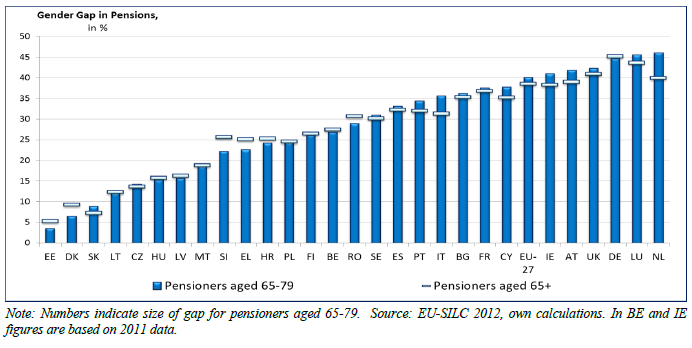 Gender Gap in Pensions,
in %
50
45
40
35
30
25
20
15
10
5
0
EE DK SK LT CZ HU LV MT SI EL HR PL FI BE RO SE ES PT IT BG FR CY EU- IE AT UK DE LU NL
27
Pensioners aged 65-79 Pensioners aged 65+
Note: Numbers indicate size of gap for pensioners aged 65-79. Source: EU-SILC 2012, own calculations. In BE and IE
figures are based on 2011 data.